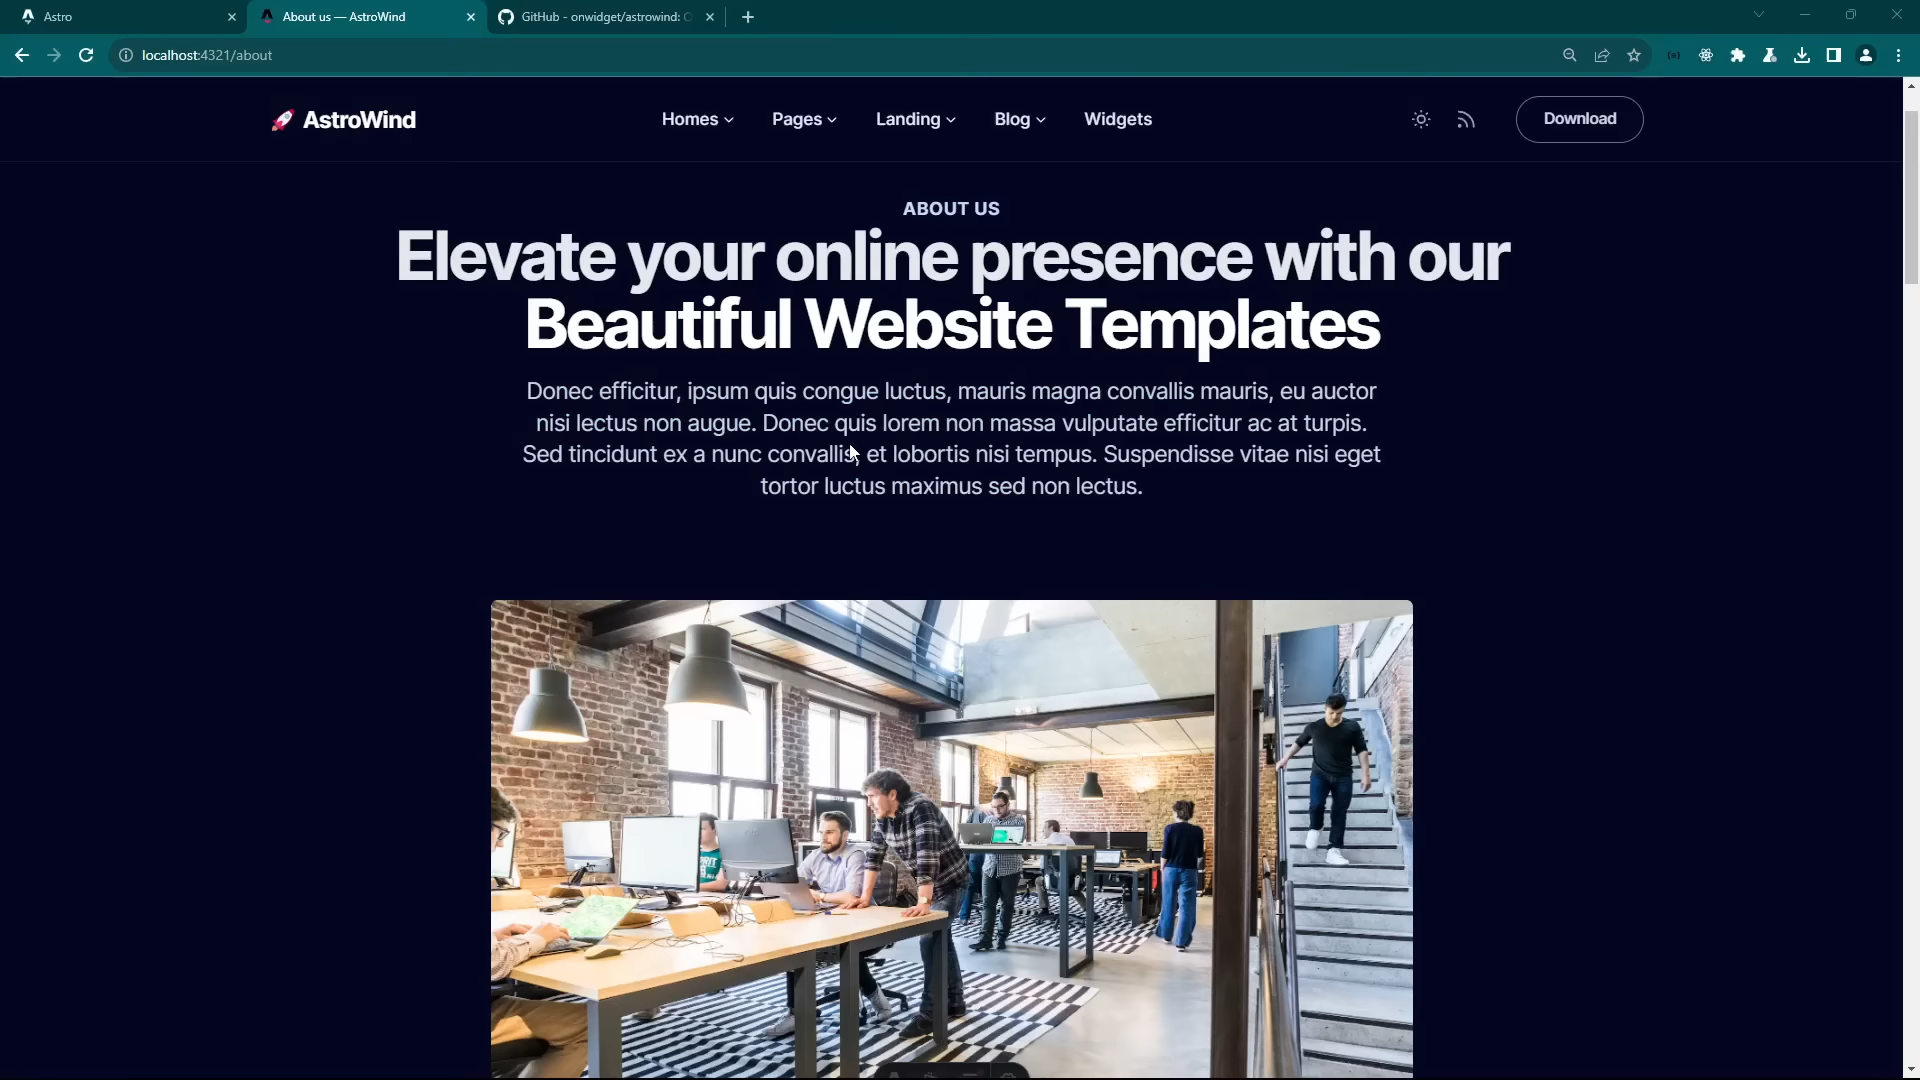 Astro
About us — AstroWind
GitHub - onwidget/astrowind:
localhost:4321/about
AstroWind
Homes
Pages
Landing
Blog
Widgets
Download
ABOUT US
Elevate your online presence with our
Beautiful Website Templates
Donec efficitur, ipsum quis congue luctus, mauris magna convallis mauris, eu auctor
nisi lectus non augue. Donec quis lorem non massa vulputate efficitur ac at turpis.
Sed tincidunt ex a nunc convallis, et lobortis nisi tempus. Suspendisse vitae nisi eget
tortor luctus maximus sed non lectus.